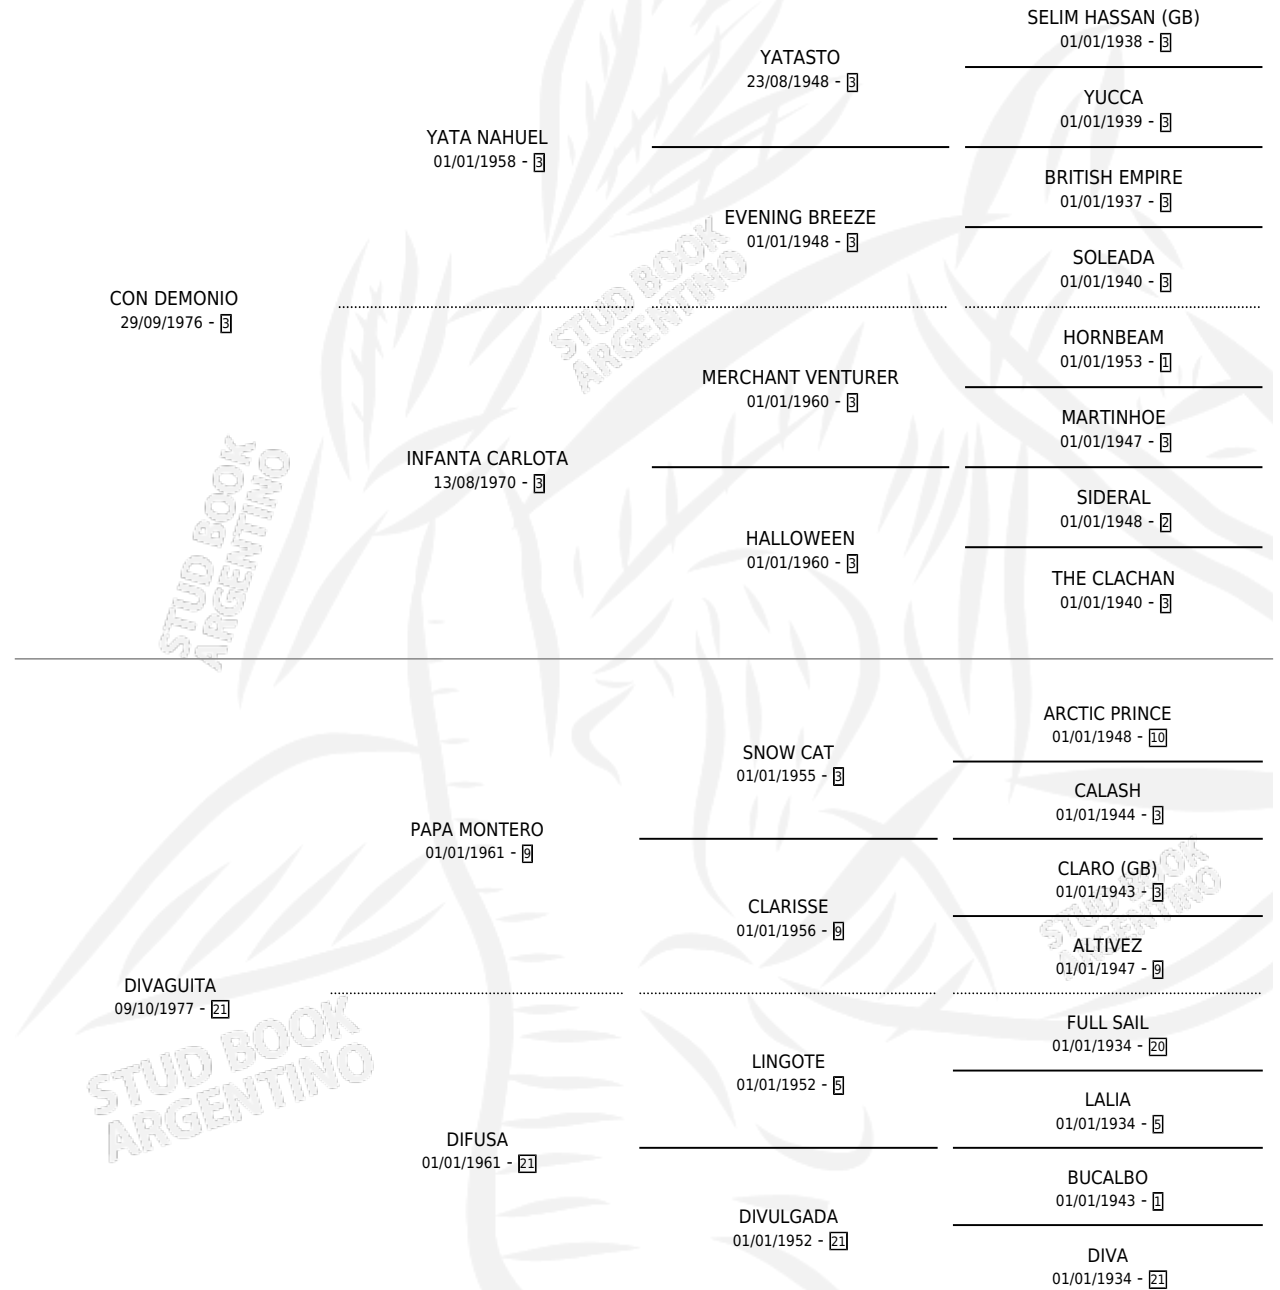 SELIM HASSAN (GB)
01/01/1938 - 3
YATASTO
23/08/1948 - 3
YUCCA
01/01/1939 - 3
YATA NAHUEL
01/01/1958 - 3
BRITISH EMPIRE
01/01/1937 - 3
EVENING BREEZE
01/01/1948 - 3
SOLEADA
01/01/1940 - 3
CON DEMONIO
29/09/1976 - 3
HORNBEAM
01/01/1953 - 1
MERCHANT VENTURER
01/01/1960 - 3
MARTINHOE
01/01/1947 - 3
INFANTA CARLOTA
13/08/1970 - 3
SIDERAL
01/01/1948 - 2
HALLOWEEN
01/01/1960 - 3
THE CLACHAN
01/01/1940 - 3
STUD BOOK
ARGENTINO
STUD BOOK
ARGENTINO
ARCTIC PRINCE
01/01/1948 - 10
SNOW CAT
01/01/1955 - 3
CALASH
01/01/1944 - 3
PAPA MONTERO
01/01/1961 - 9
CLARO (GB)
01/01/1943 - 3
CLARISSE
01/01/1956 - 9
ALTIVEZ
01/01/1947 - 9
DIVAGUITA
09/10/1977 - 21
FULL SAIL
01/01/1934 - 20
LINGOTE
01/01/1952 - 5
LALIA
01/01/1934 - 5
DIFUSA
01/01/1961 - 21
BUCALBO
01/01/1943 - 1
DIVULGADA
01/01/1952 - 21
DIVA
01/01/1934 - 21
STUD BOOK
ARGENTINO
STUD BOOK
ARGENTINO